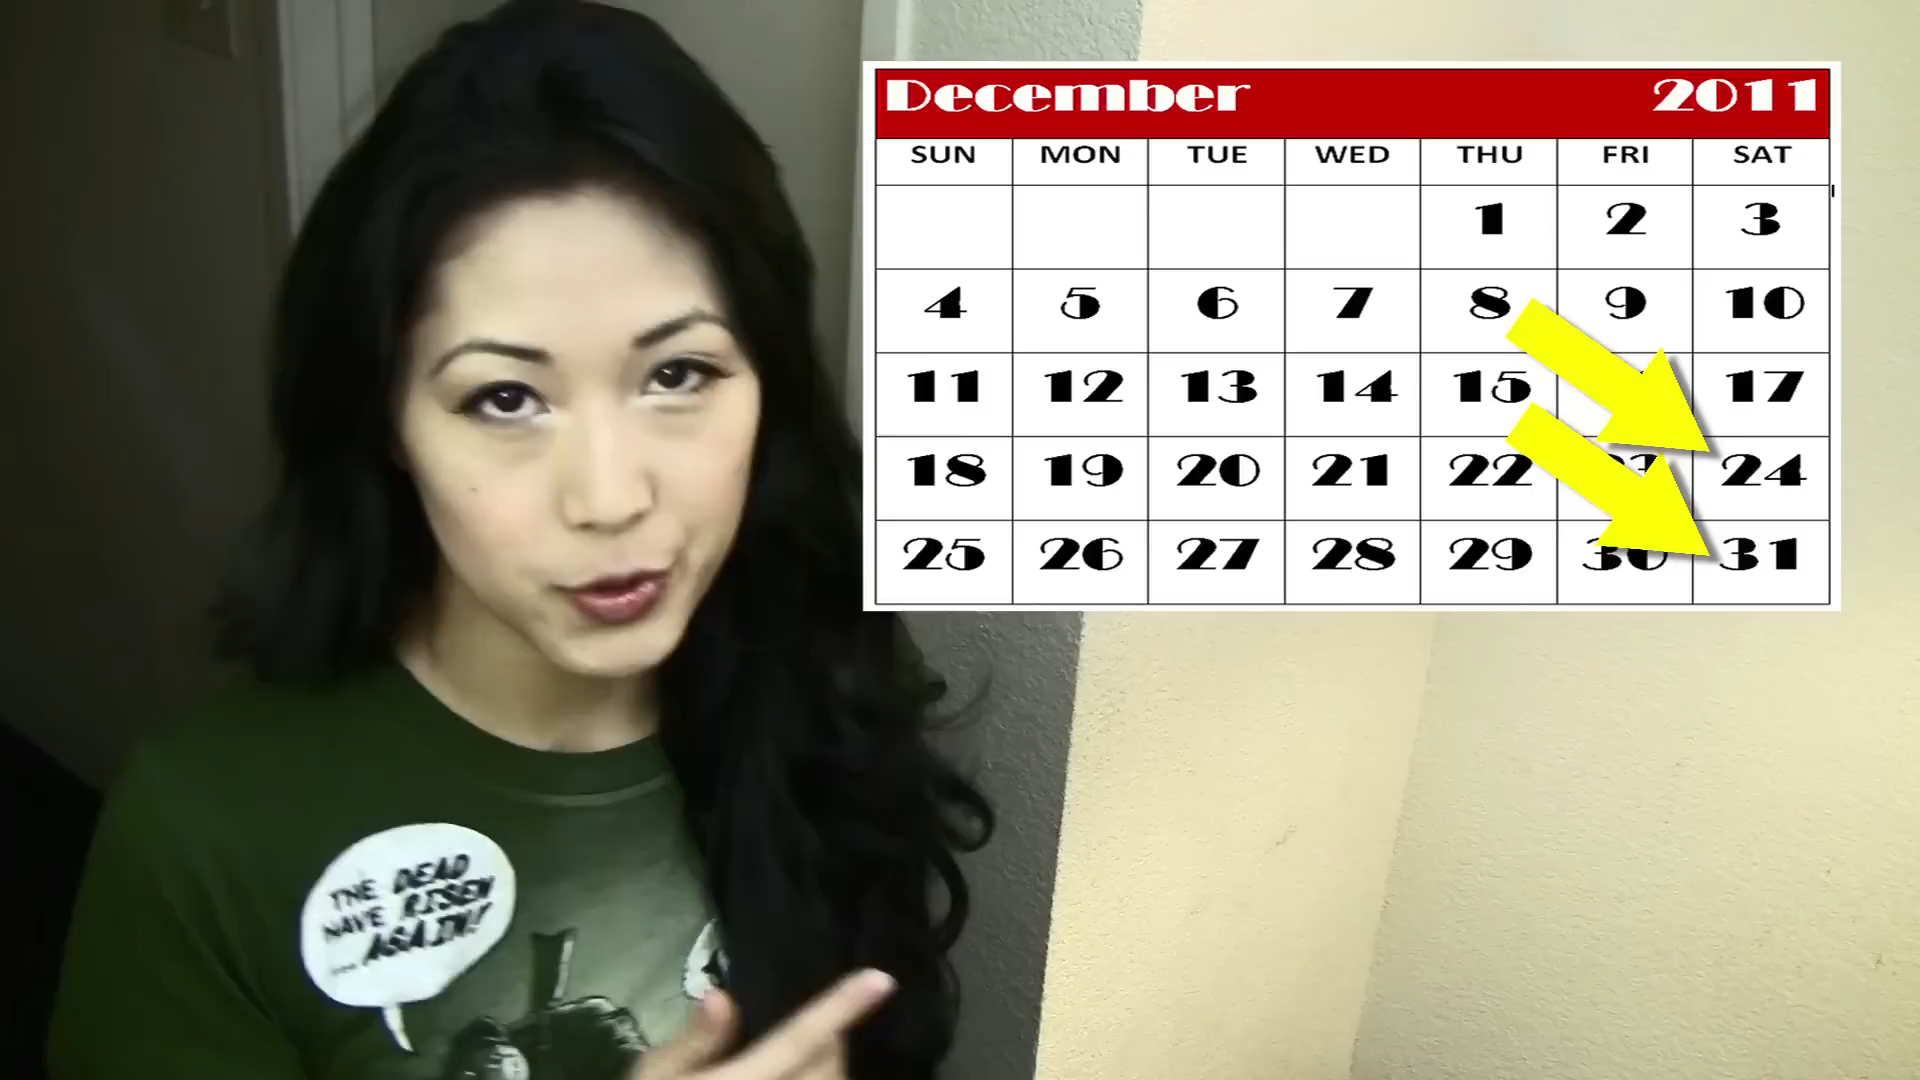 December 2011
SUN MON TUE WED THU FRI SAT
1 2 3
4 5 6 7 8 9 10
11 12 13 14 15 17
18 19 20 21 22 24
25 26 27 28 29 30 31
THE DEAD
HAVE RISEN
...AGAIN!